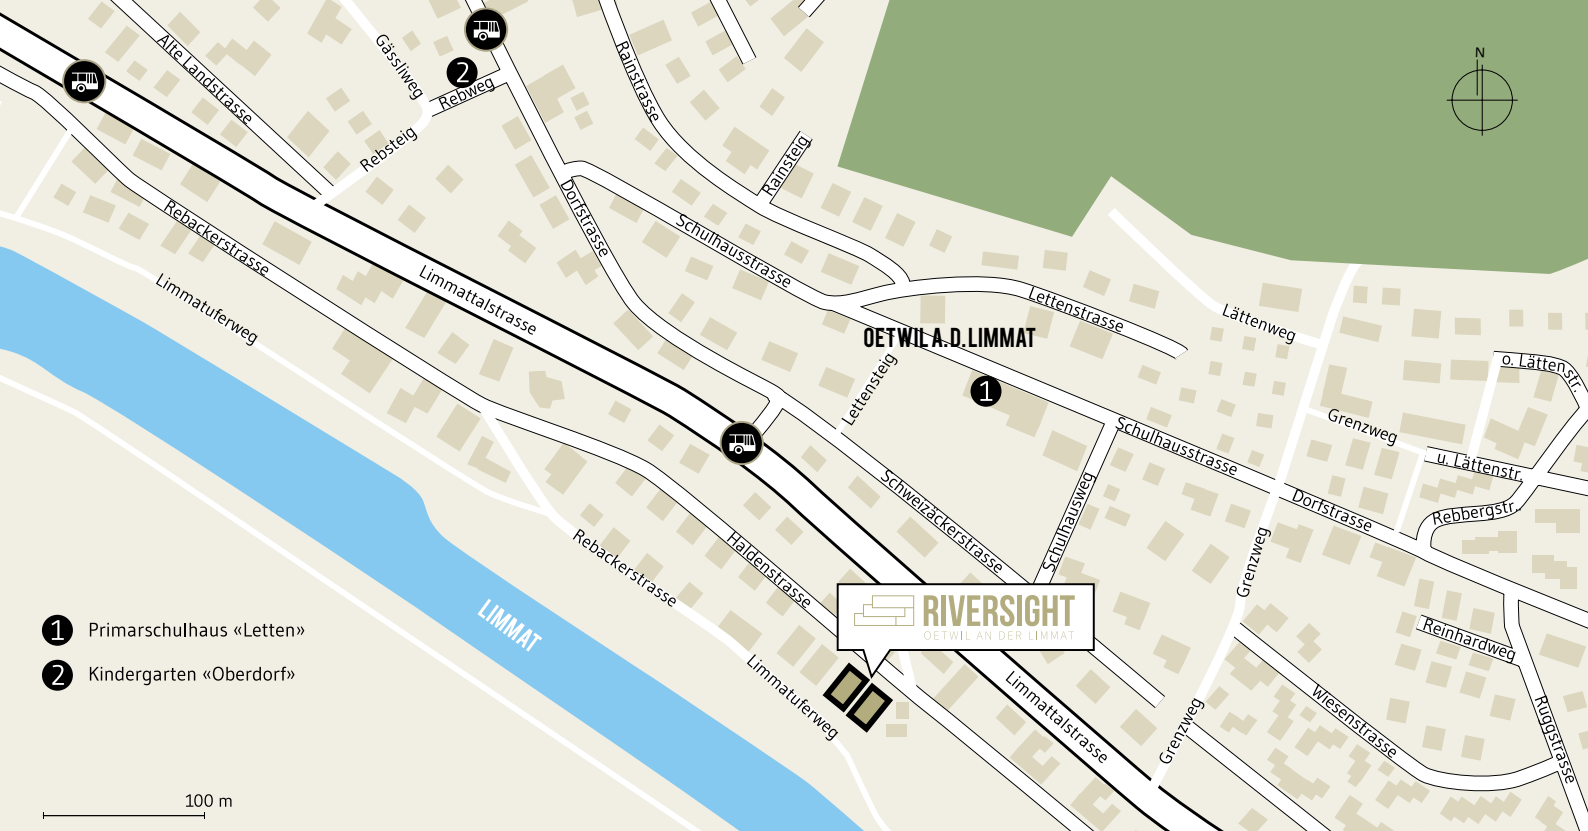 N
Alte Landstrasse
Gässliweg
2
Rebweg
Rebsteig
Rainstrasse
Rainsteig
Dorfstrasse
Schulhausstrasse
Rebackerstrasse
Limmatuferweg
Limmattalstrasse
Lettenstrasse
Lättenweg
OETWIL A.D. LIMMAT
Lettensteig
1
o. Lättenstr.
Grenzweg
Schulhausstrasse
u. Lättenstr.
Dorfstrasse
Rebbergstr.
Schweizäckerstrasse
Schulhausweg
Grenzweg
Rebackerstrasse
Haldenstrasse
RIVERSIGHT
OETWIL AN DER LIMMAT
LIMMAT
1 Primarschulhaus «Letten»
2 Kindergarten «Oberdorf»
Reinhardweg
Limmatuferweg
Limmattalstrasse
Grenzweg
Wiesenstrasse
Ruggstrasse
100 m